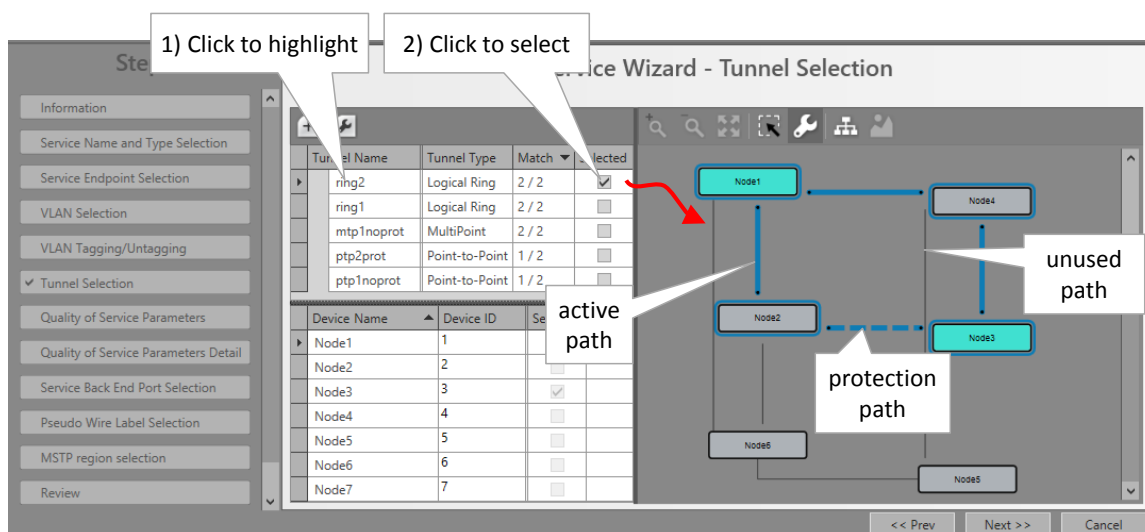 1) Click to highlight
2) Click to select
Ste
rvice Wizard - Tunnel Selection
Information
Service Name and Type Selection
Service Endpoint Selection
VLAN Selection
VLAN Tagging/Untagging
Tunnel Selection
Quality of Service Parameters
Quality of Service Parameters Detail
Service Back End Port Selection
Pseudo Wire Label Selection
MSTP region selection
Review
Tunnel Name Tunnel Type Match Selected
ring2 Logical Ring 2 / 2
ring1 Logical Ring 2 / 2
mtp1noprot MultiPoint 2 / 2
ptp2prot Point-to-Point 1 / 2
ptp1noprot Point-to-Point 1 / 2
Device Name Device ID Se
Node1 1
Node2 2
Node3 3
Node4 4
Node5 5
Node6 6
Node7 7
active
path
Node1
Node4
unused
path
Node2
Node3
protection
path
Node6
Node5
<< Prev Next >> Cancel